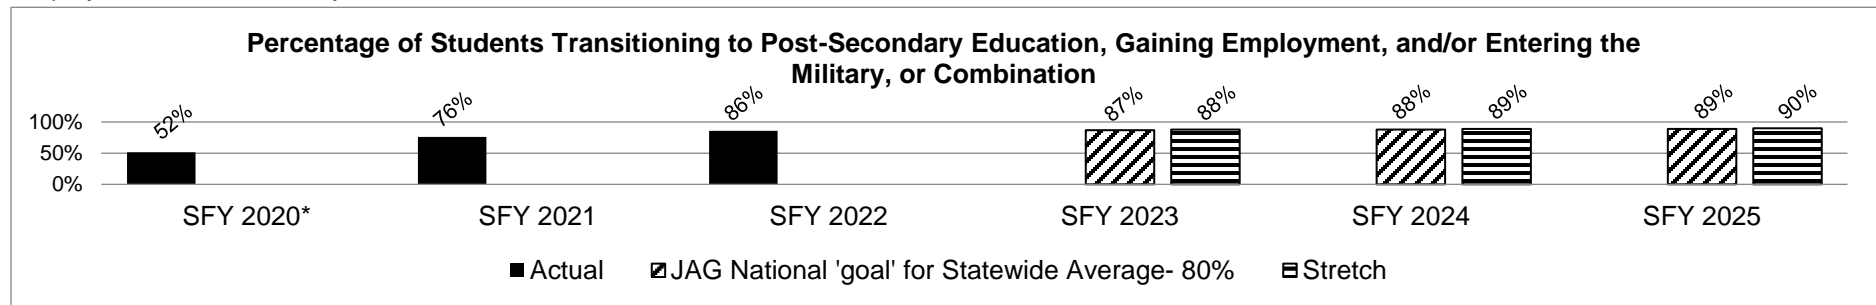 Percentage of Students Transitioning to Post-Secondary Education, Gaining Employment, and/or Entering the
Military, or Combination
52%
76%
86%
87%
88%
88%
89%
89%
90%
100%
50%
0%
SFY 2020*
SFY 2021
SFY 2022
SFY 2023
SFY 2024
SFY 2025
Actual
JAG National 'goal' for Statewide Average- 80%
Stretch